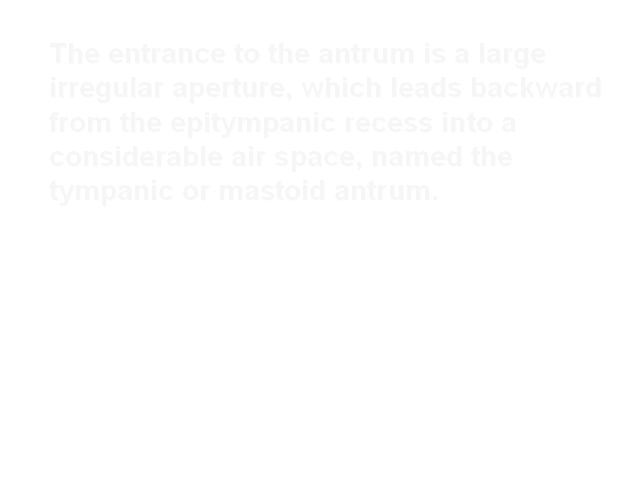 The entrance to the antrum is a large
irregular aperture, which leads backward
from the epitympanic recess into a
considerable air space, named the
tympanic or mastoid antrum.